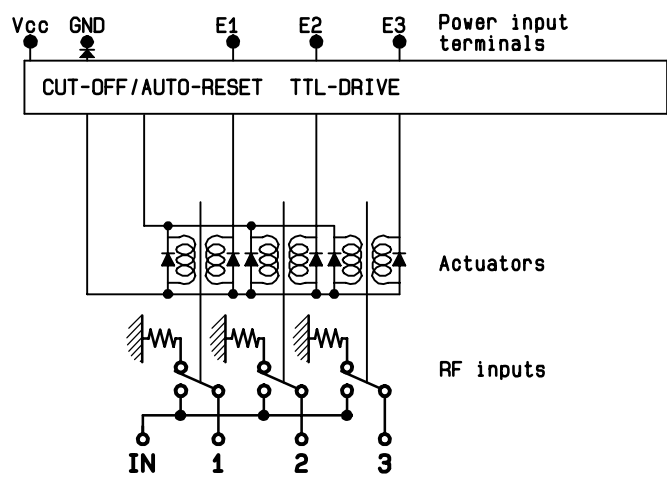 Vcc GND E1 E2 E3 Power input
terminals
CUT-OFF/AUTO-RESET TTL-DRIVE
Actuators
RF inputs
IN 1 2 3